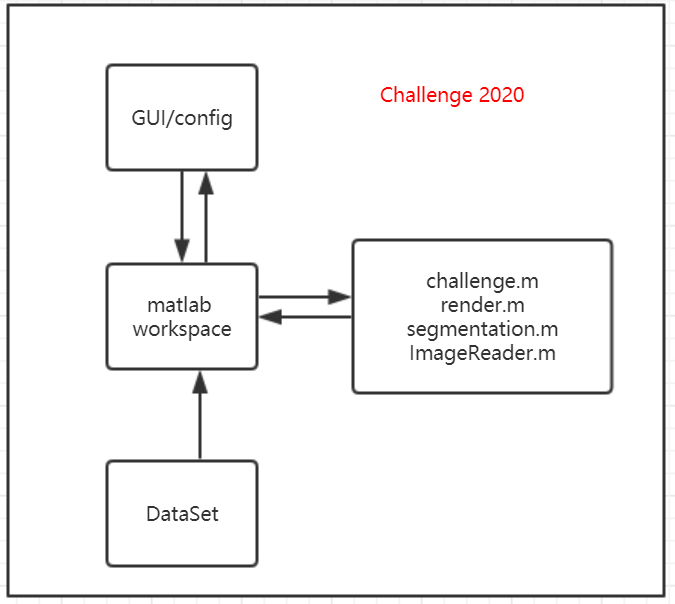 Challenge 2020
GUI/config
matlab
workspace
challenge.m
render.m
segmentation.m
ImageReader.m
DataSet